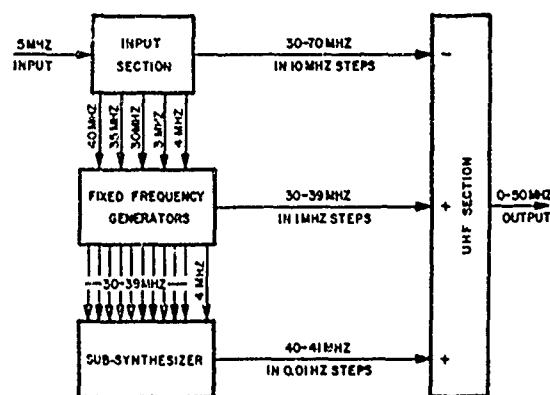 5MHZ
INPUT
INPUT
SECTION
30-70MHZ
IN 10MHZ STEPS
-
40MHZ
35MHZ
30MHZ
3MHZ
4MHZ
FIXED FREQUENCY
GENERATORS
30-39MHZ
IN 1MHZ STEPS
+
UHF SECTION
0-50MHZ
OUTPUT
30-39MHZ
4MHZ
SUB-SYNTHESIZER
40-41MHZ
IN 0.01HZ STEPS
+